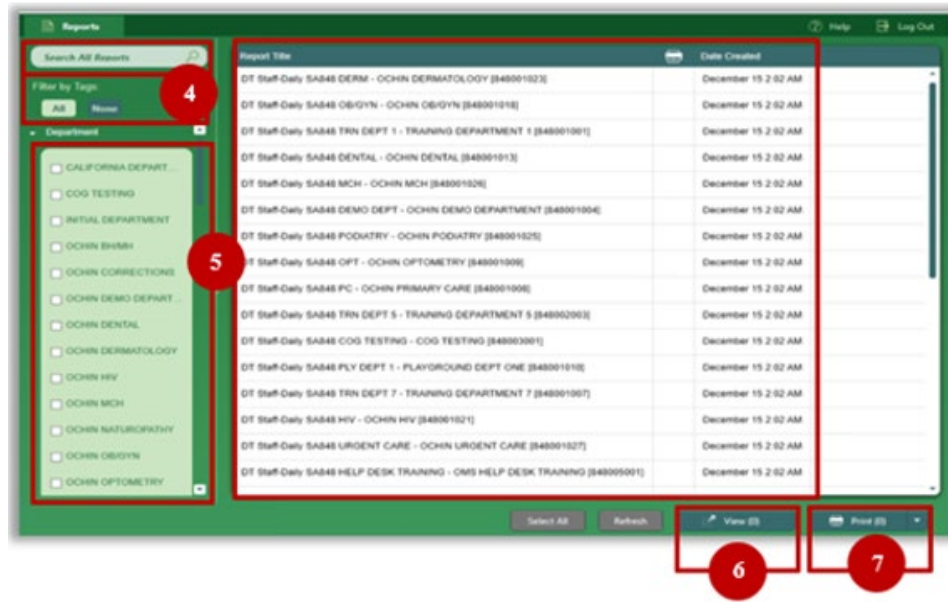 Reports
Help
Log Out
Search All Reports
Filter by Tags:
All
None
4
Department
CALIFORNIA DEPART...
COG TESTING
INITIAL DEPARTMENT
OCHIN BH/MH
OCHIN CORRECTIONS
OCHIN DEMO DEPART...
OCHIN DENTAL
OCHIN DERMATOLOGY
OCHIN HIV
OCHIN MCH
OCHIN NATUROPATHY
OCHIN OB/GYN
OCHIN OPTOMETRY
5
Report Title Date Created
DT Staff-Daily SA848 DERM - OCHIN DERMATOLOGY [848001023] December 15 2:02 AM
DT Staff-Daily SA848 OB/GYN - OCHIN OB/GYN [848001018] December 15 2:02 AM
DT Staff-Daily SA848 TRN DEPT 1 - TRAINING DEPARTMENT 1 [848001001] December 15 2:02 AM
DT Staff-Daily SA848 DENTAL - OCHIN DENTAL [848001013] December 15 2:02 AM
DT Staff-Daily SA848 MCH - OCHIN MCH [848001026] December 15 2:02 AM
DT Staff-Daily SA848 DEMO DEPT - OCHIN DEMO DEPARTMENT [848001004] December 15 2:02 AM
DT Staff-Daily SA848 PODIATRY - OCHIN PODIATRY [848001025] December 15 2:02 AM
DT Staff-Daily SA848 OPT - OCHIN OPTOMETRY [848001009] December 15 2:02 AM
DT Staff-Daily SA848 PC - OCHIN PRIMARY CARE [848001008] December 15 2:02 AM
DT Staff-Daily SA848 TRN DEPT 5 - TRAINING DEPARTMENT 5 [848002003] December 15 2:02 AM
DT Staff-Daily SA848 COG TESTING - COG TESTING [848003001] December 15 2:02 AM
DT Staff-Daily SA848 PLY DEPT 1 - PLAYGROUND DEPT ONE [848001010] December 15 2:02 AM
DT Staff-Daily SA848 TRN DEPT 7 - TRAINING DEPARTMENT 7 [848001007] December 15 2:02 AM
DT Staff-Daily SA848 HIV - OCHIN HIV [848001021] December 15 2:02 AM
DT Staff-Daily SA848 URGENT CARE - OCHIN URGENT CARE [848001027] December 15 2:02 AM
DT Staff-Daily SA848 HELP DESK TRAINING - OMS HELP DESK TRAINING [848005001] December 15 2:02 AM
Select All
Refresh
View (0)
Print (0)
6
7